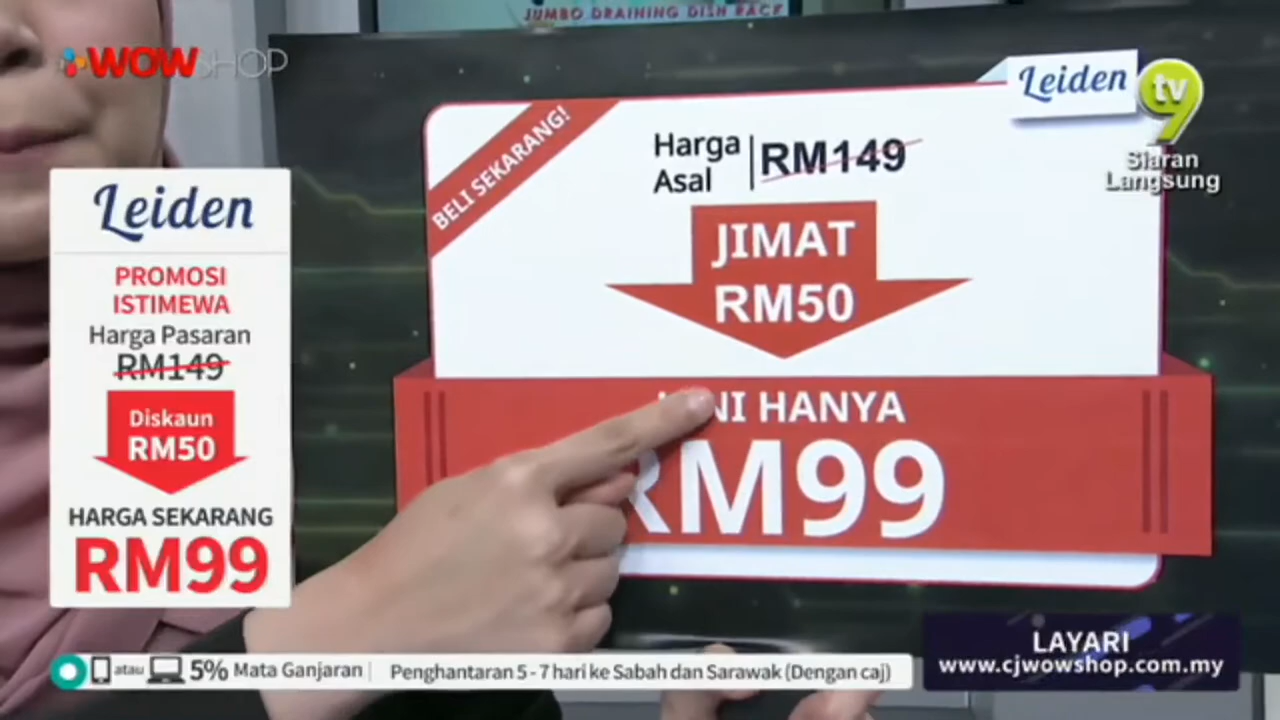 JUMBO DRAINING DISH RACK
WOWSHOP
Leiden
tv9
Siaran
Langsung
BELI SEKARANG!
Harga
Asal
RM149
JIMAT
RM50
HANYA
RM99
Leiden
PROMOSI
ISTIMEWA
Harga Pasaran
RM149
Diskaun
RM50
HARGA SEKARANG
RM99
LAYARI
www.cjwowshop.com.my
atau 5% Mata Ganjaran | Penghantaran 5 - 7 hari ke Sabah dan Sarawak (Dengan caj)